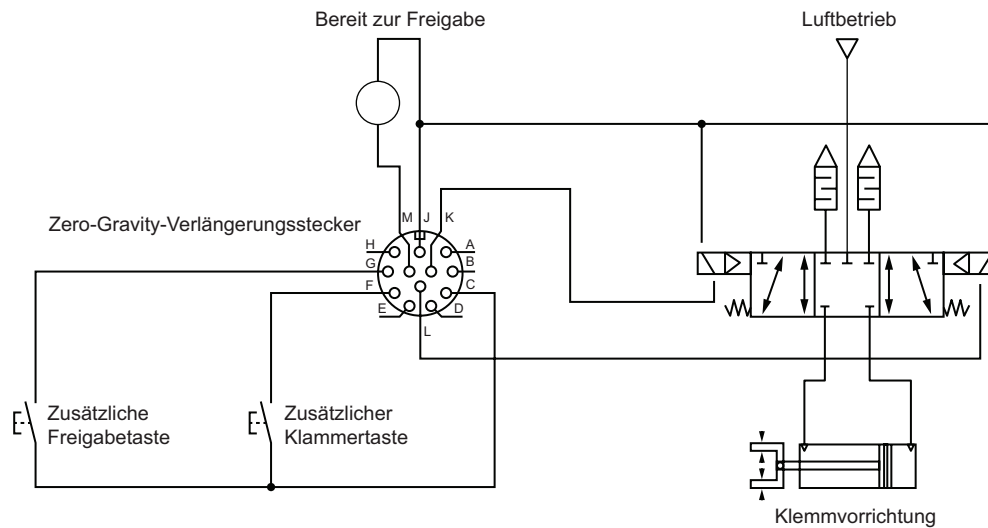 Bereit zur Freigabe
Luftbetrieb
Zero-Gravity-Verlängerungsstecker
M J K
H A
G B
F C
E D
L
Zusätzliche
Freigabetaste
Zusätzlicher
Klammertaste
Klemmvorrichtung